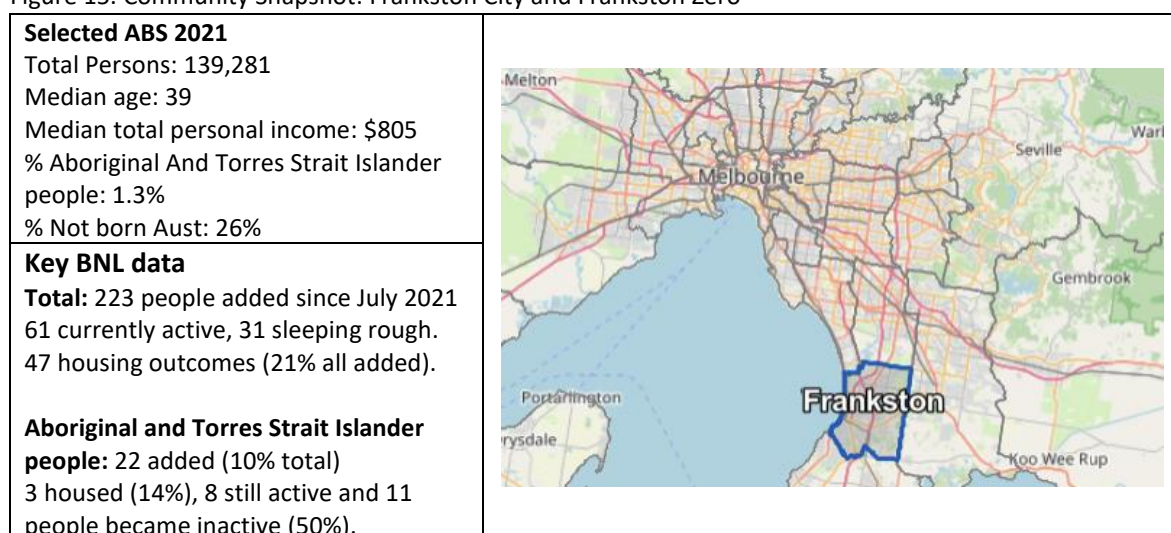 Figure 15: Community Snapshot: Frankston City and Frankston Zero
Selected ABS 2021
Total Persons: 139,281
Median age: 39
Median total personal income: $805
% Aboriginal And Torres Strait Islander
people: 1.3%
% Not born Aust: 26%
Key BNL data
Total: 223 people added since July 2021
61 currently active, 31 sleeping rough.
47 housing outcomes (21% all added).
Aboriginal and Torres Strait Islander
people: 22 added (10% total)
3 housed (14%), 8 still active and 11
people became inactive (50%).
Melton
Melbourne
Seville
Gembrook
Portarlington
Frankston
Koo Wee Rup